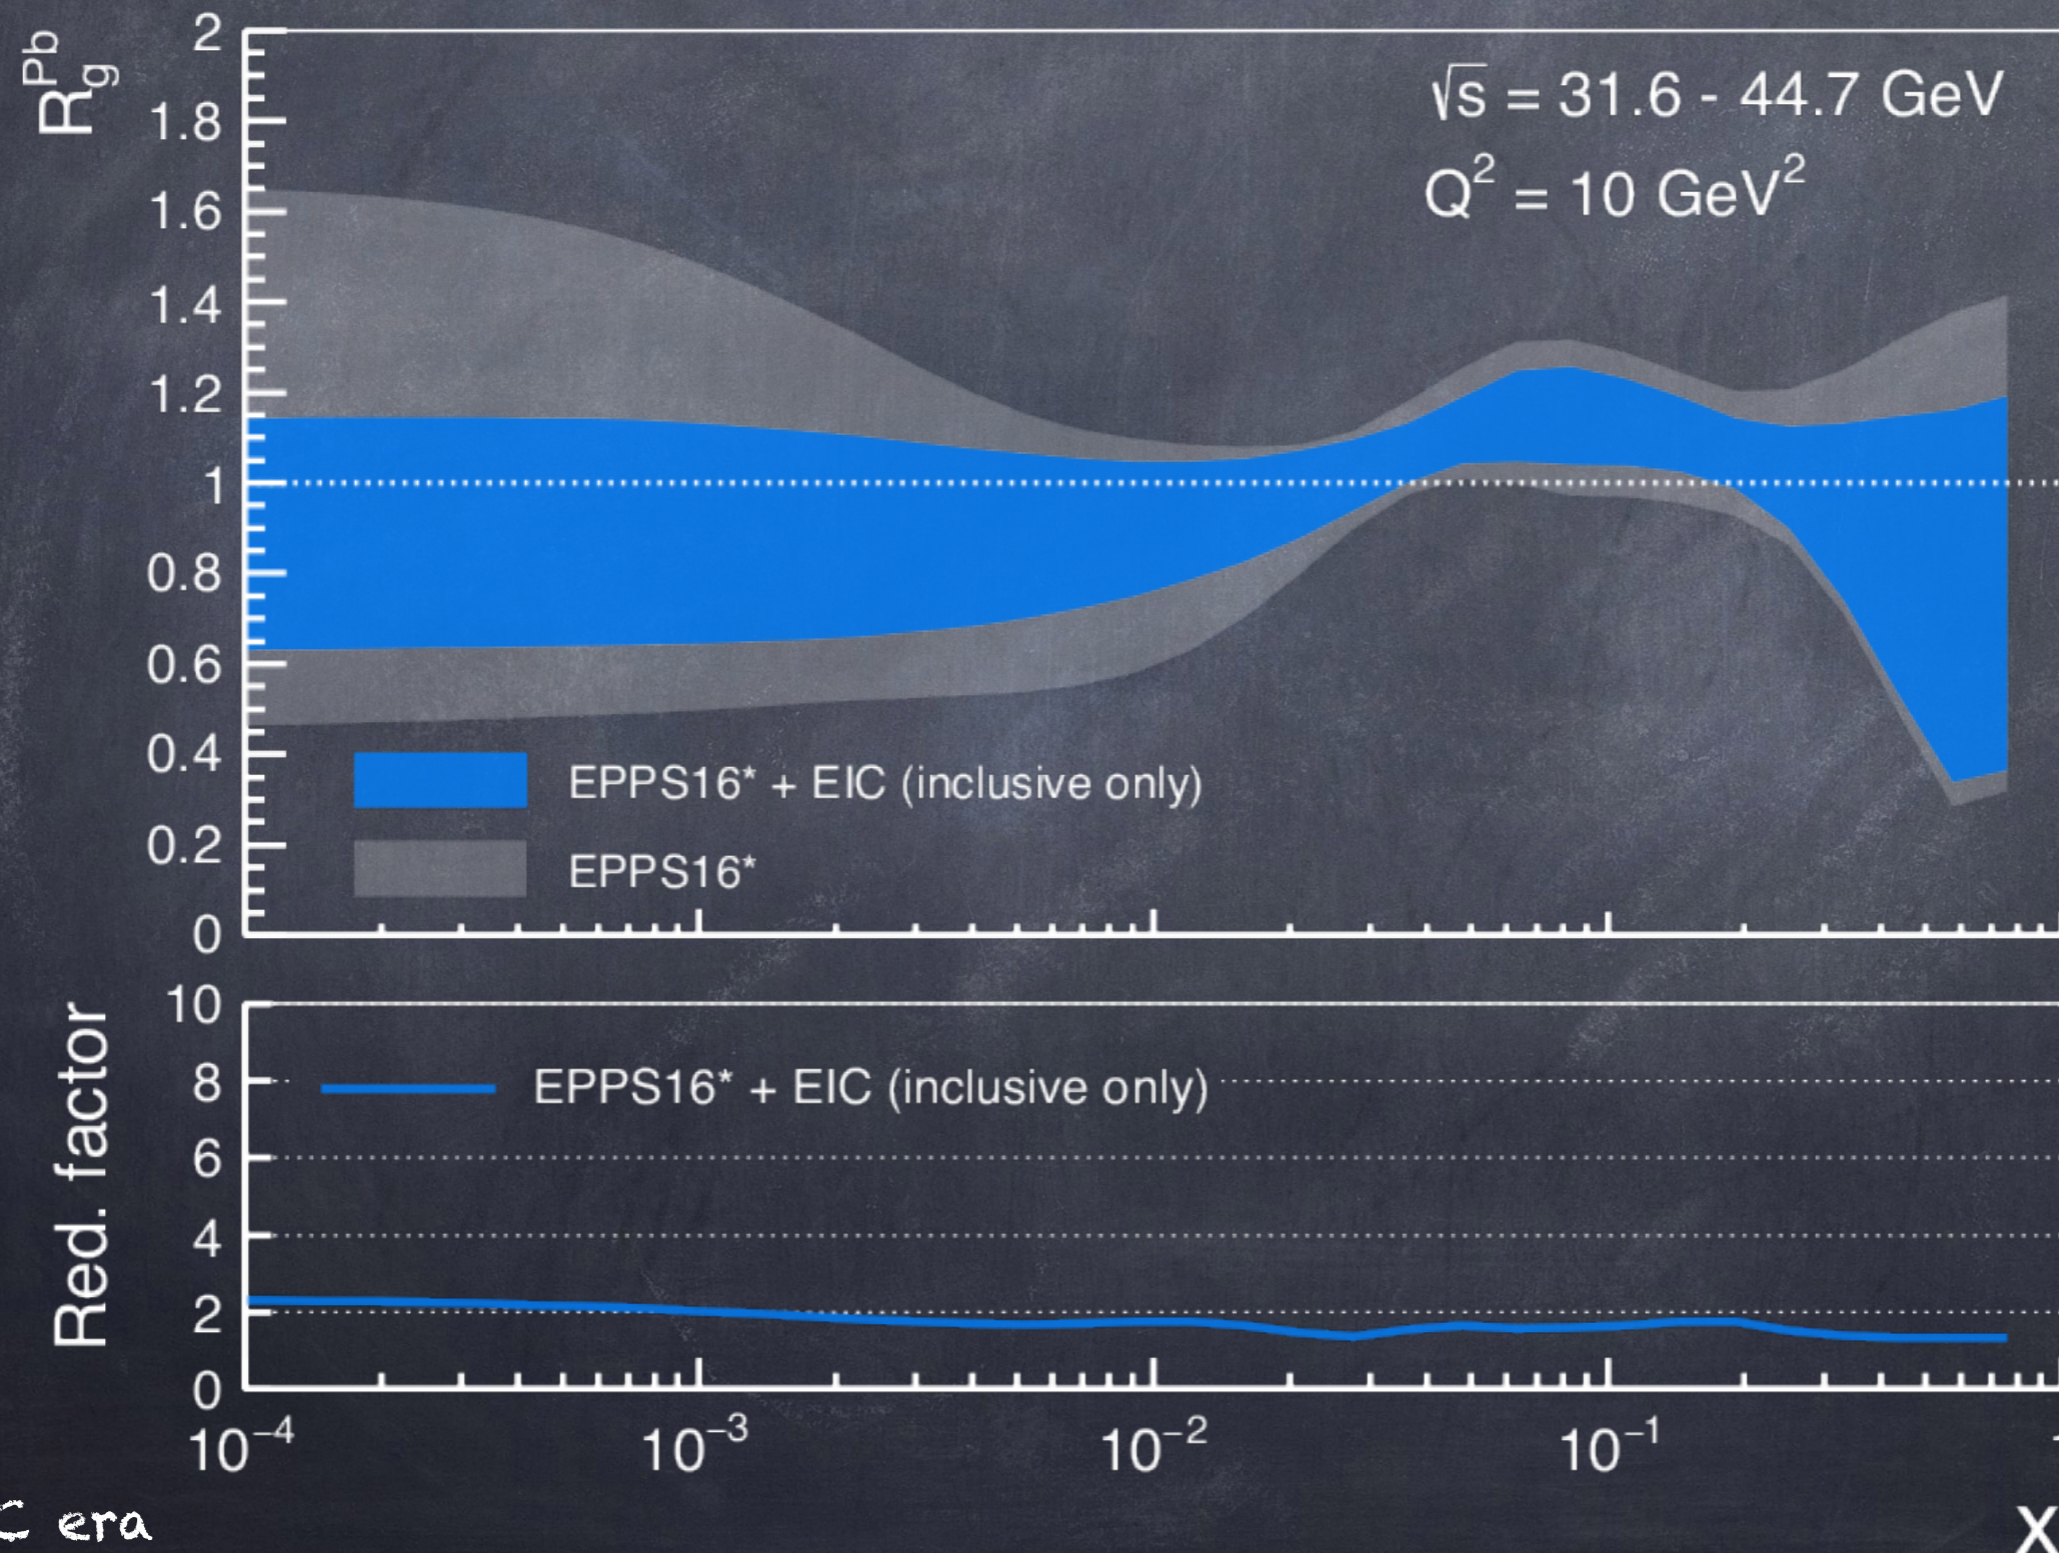 R_g^Pb
2
1.8
1.6
1.4
1.2
1
0.8
0.6
0.4
0.2
0
√s = 31.6 - 44.7 GeV
Q² = 10 GeV²
EPPS16* + EIC (inclusive only)
EPPS16*
Red. factor
10
8
6
4
2
0
EPPS16* + EIC (inclusive only)
10⁻⁴ 10⁻³ 10⁻² 10⁻¹
x
era